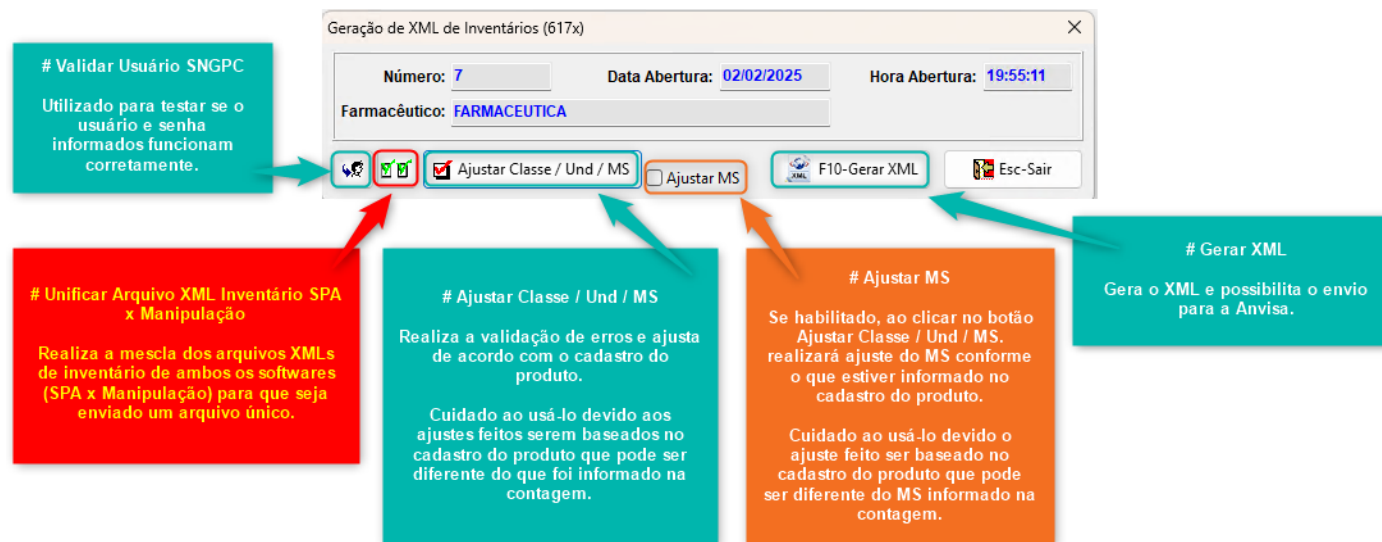 Geração de XML de Inventários (617x)
Número: 7
Data Abertura: 02/02/2025
Hora Abertura: 19:55:11
Farmacêutico: FARMACEUTICA
Ajustar Classe / Und / MS
Ajustar MS
XML
F10-Gerar XML
Esc-Sair
# Validar Usuário SNGPC
Utilizado para testar se o
usuário e senha
informados funcionam
corretamente.
# Unificar Arquivo XML Inventário SPA
x Manipulação
Realiza a mescla dos arquivos XMLs
de inventário de ambos os softwares
(SPA x Manipulação) para que seja
enviado um arquivo único.
# Ajustar Classe / Und / MS
Realiza a validação de erros e ajusta
de acordo com o cadastro do
produto.
Cuidado ao usá-lo devido aos
ajustes feitos serem baseados no
cadastro do produto que pode ser
diferente do que foi informado na
contagem.
# Ajustar MS
Se habilitado, ao clicar no botão
Ajustar Classe / Und / MS.
realizará ajuste do MS conforme
o que estiver informado no
cadastro do produto.
Cuidado ao usá-lo devido o
ajuste feito ser baseado no
cadastro do produto que pode
ser diferente do MS informado na
contagem.
# Gerar XML
Gera o XML e possibilita o envio
para a Anvisa.